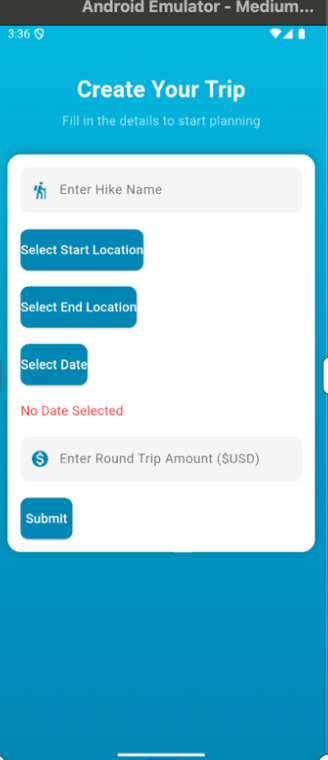 Android Emulator - Medium...
3:36
Create Your Trip
Fill in the details to start planning
Enter Hike Name
Select Start Location
Select End Location
Select Date
No Date Selected
$ Enter Round Trip Amount ($USD)
Submit